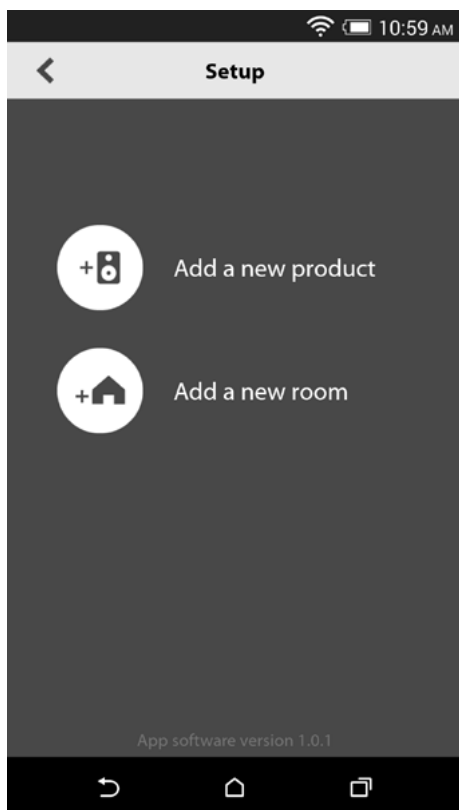 10:59 AM
Setup
Add a new product
Add a new room
App software version 1.0.1